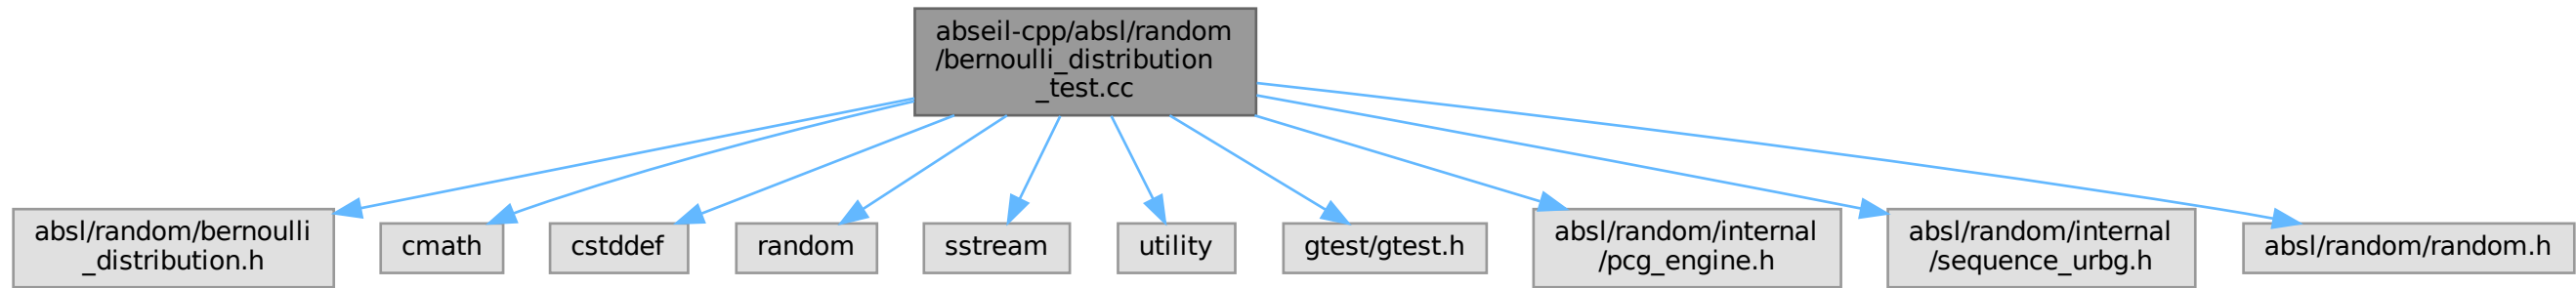 abseil-cpp/absl/random
/bernoulli_distribution
_test.cc
absl/random/bernoulli
_distribution.h
cmath
cstddef
random
sstream
utility
gtest/gtest.h
absl/random/internal
/pcg_engine.h
absl/random/internal
/sequence_urbg.h
absl/random/random.h